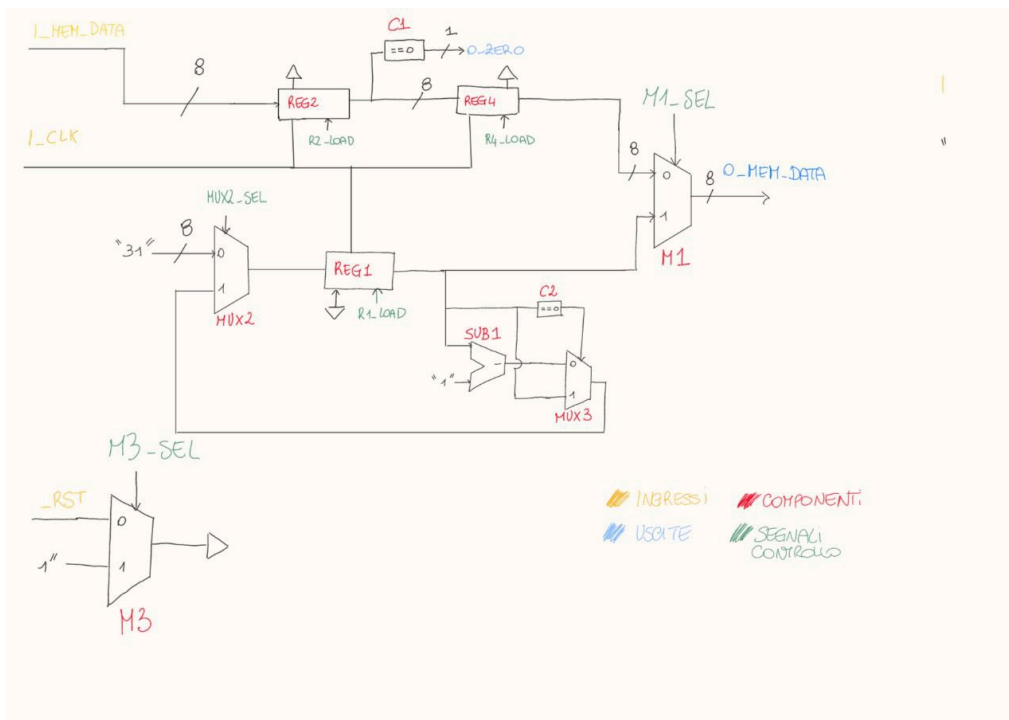 I_MEM_DATA
C1
1
==0
O_ZERO
8
REG2
8
REG4
M1_SEL
I_CLK
R2_LOAD
R4_LOAD
8
0
8
O_MEM_DATA
"
MUX2_SEL
1
"31"
8
0
M1
REG1
1
C2
MUX2
R1_LOAD
==0
SUB1
-
0
"1"
1
MUX3
M3_SEL
_RST
0
INGRESSI
COMPONENTI
USCITE
SEGNALI
CONTROLLO
1"
1
M3